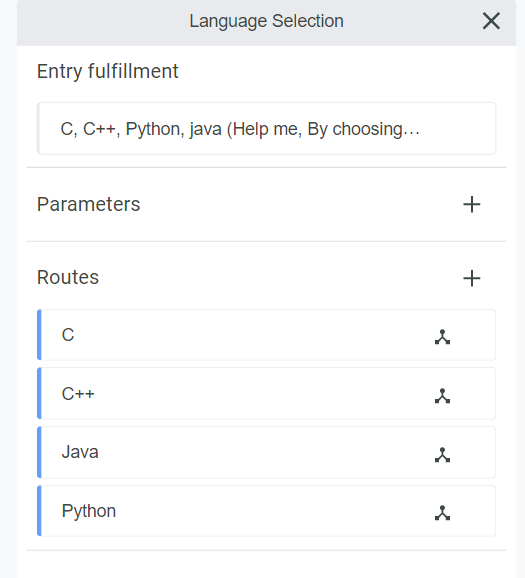 Language Selection
Entry fulfillment
C, C++, Python, java (Help me, By choosing…
Parameters
Routes
C
C++
Java
Python